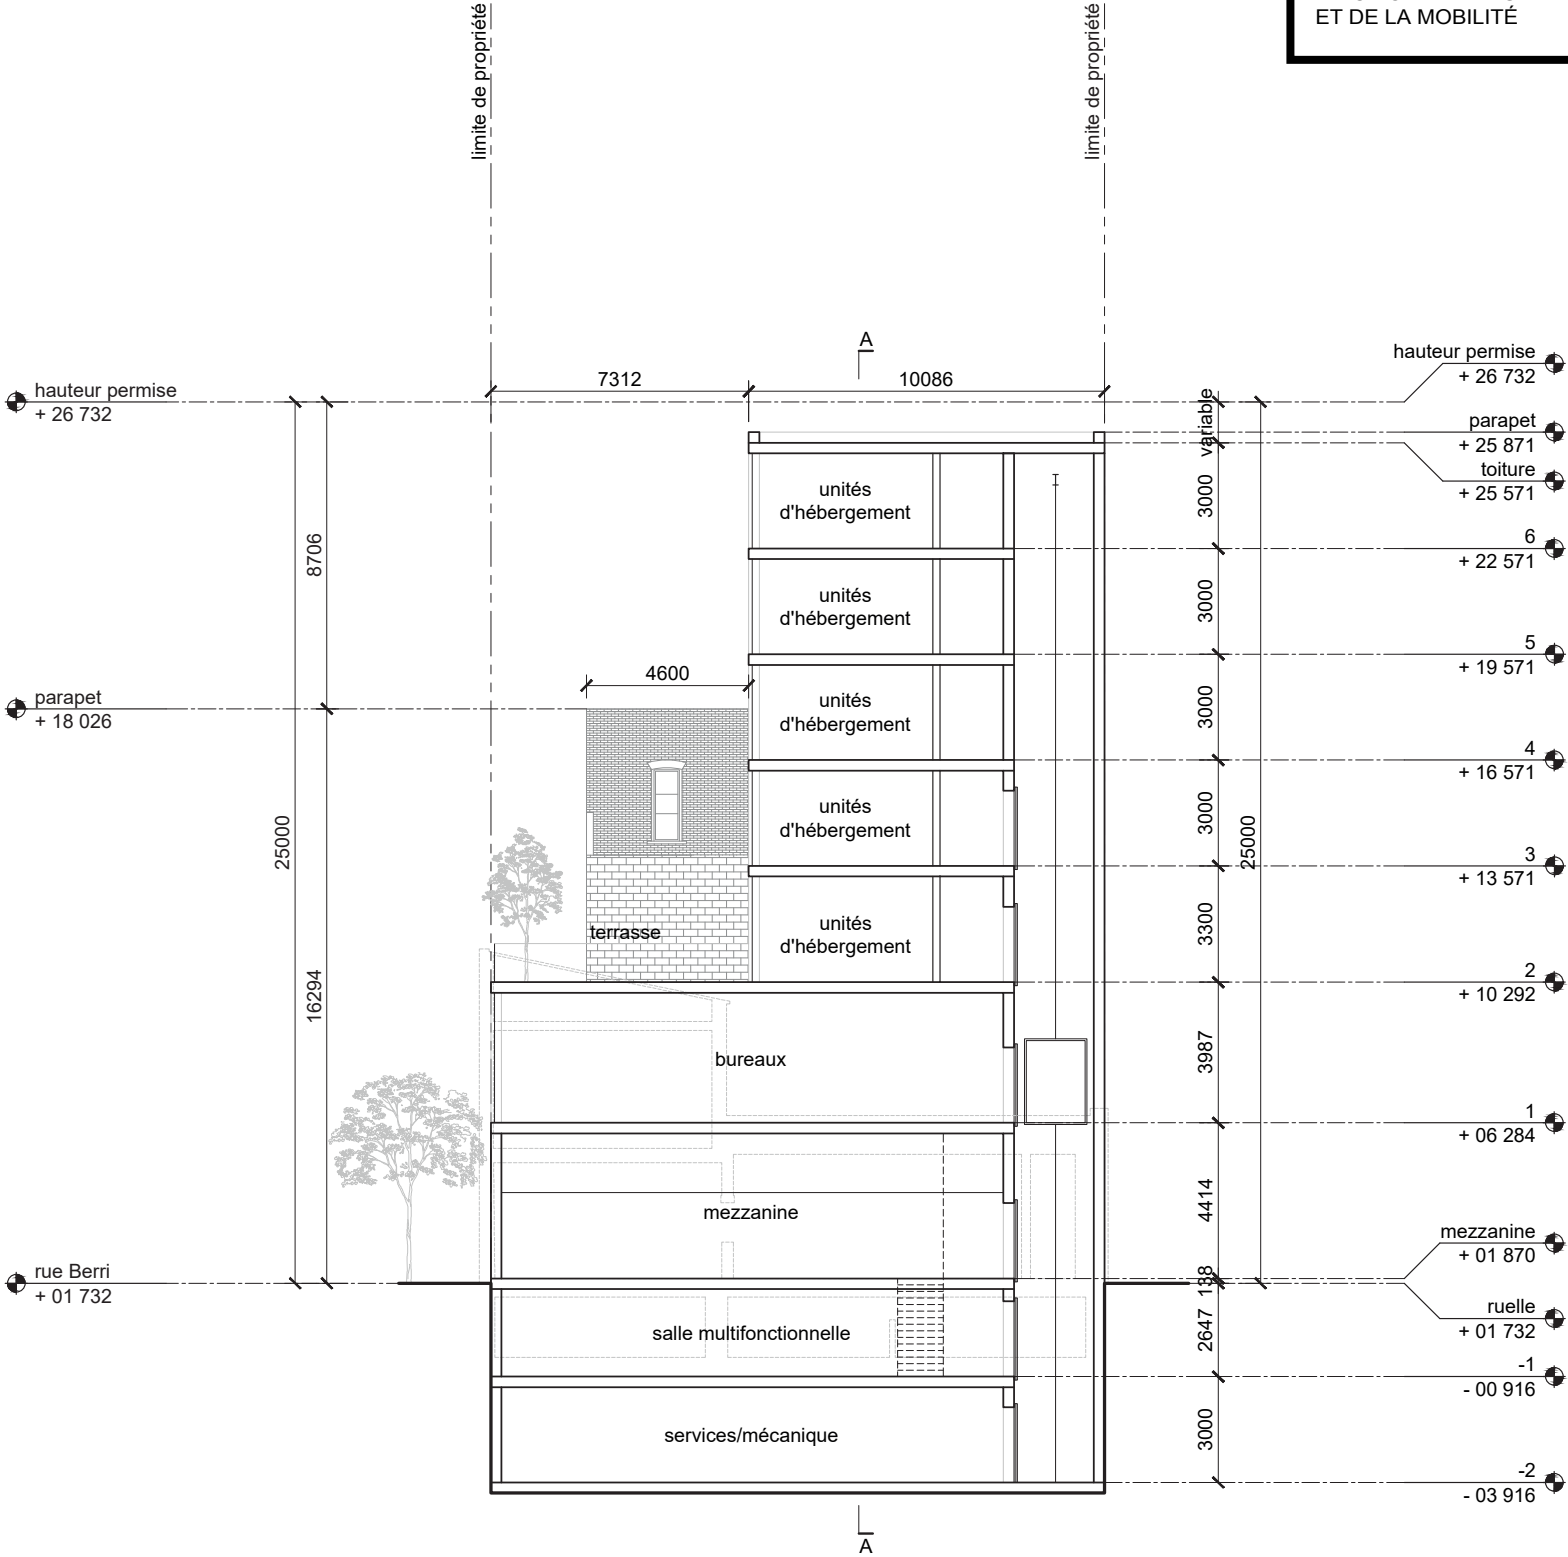 ET DE LA MOBILITÉ
limite de propriété
limite de propriété
A
7312
10086
hauteur permise
+ 26 732
hauteur permise
+ 26 732
variable
parapet
+ 25 871
toiture
+ 25 571
unités
d'hébergement
3000
6
+ 22 571
8706
unités
d'hébergement
3000
5
+ 19 571
4600
parapet
+ 18 026
unités
d'hébergement
3000
4
+ 16 571
25000
unités
d'hébergement
3000
25000
3
+ 13 571
terrasse
unités
d'hébergement
3300
2
+ 10 292
16294
bureaux
3987
1
+ 06 284
mezzanine
4414
mezzanine
+ 01 870
rue Berri
+ 01 732
138
ruelle
+ 01 732
salle multifonctionnelle
2647
-1
- 00 916
services/mécanique
3000
-2
- 03 916
A